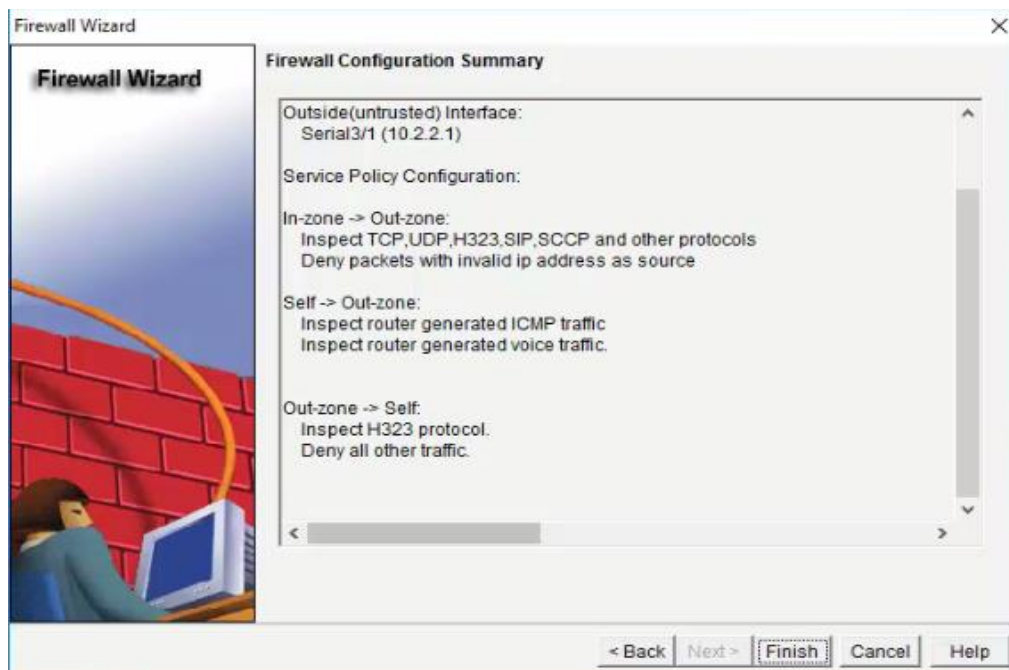 Firewall Wizard
Firewall Wizard
Firewall Configuration Summary
Outside(untrusted) Interface:
Serial3/1 (10.2.2.1)
Service Policy Configuration:
In-zone -> Out-zone:
Inspect TCP,UDP,H323,SIP,SCCP and other protocols
Deny packets with invalid ip address as source
Self -> Out-zone:
Inspect router generated ICMP traffic
Inspect router generated voice traffic.
Out-zone -> Self:
Inspect H323 protocol.
Deny all other traffic.
< Back Next > Finish Cancel Help